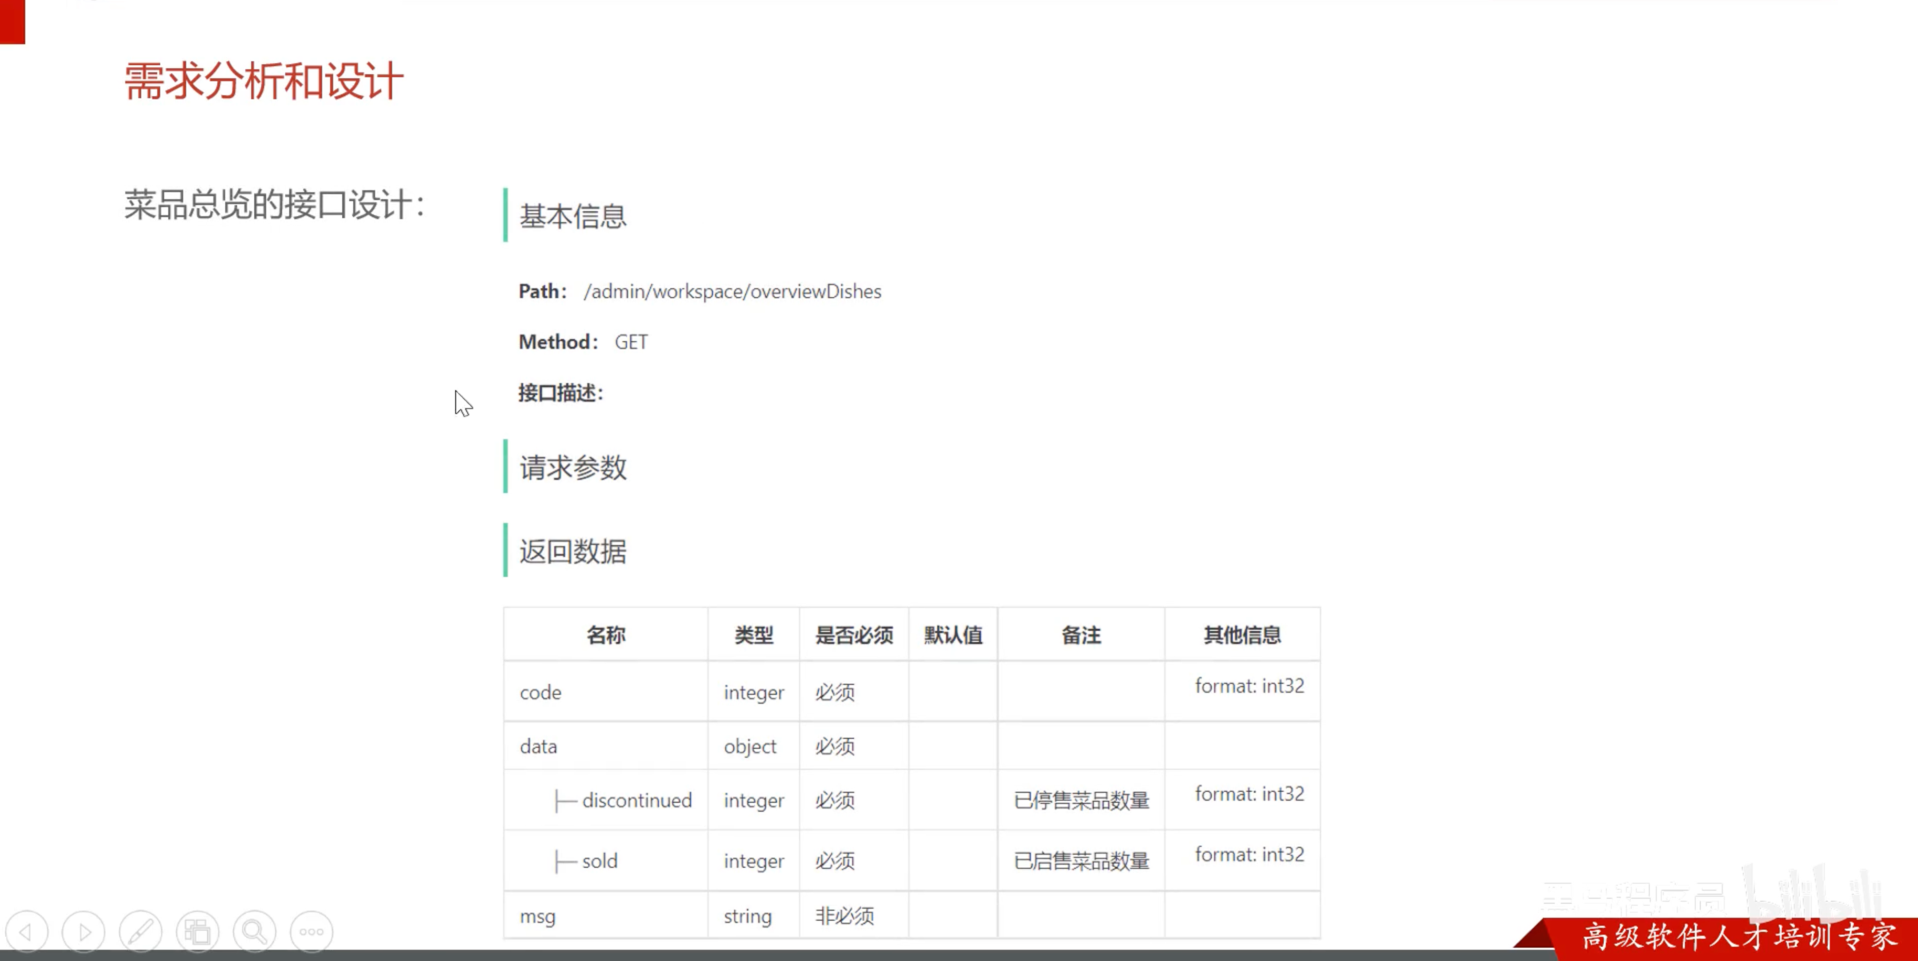 需求分析和设计
菜品总览的接口设计：
基本信息
Path： /admin/workspace/overviewDishes
Method： GET
接口描述：
请求参数
返回数据
名称 类型 是否必须 默认值 备注 其他信息
code integer 必须 format: int32
data object 必须
├─ discontinued integer 必须 已停售菜品数量 format: int32
├─ sold integer 必须 已启售菜品数量 format: int32
msg string 非必须
bilibili
高级软件人才培训专家